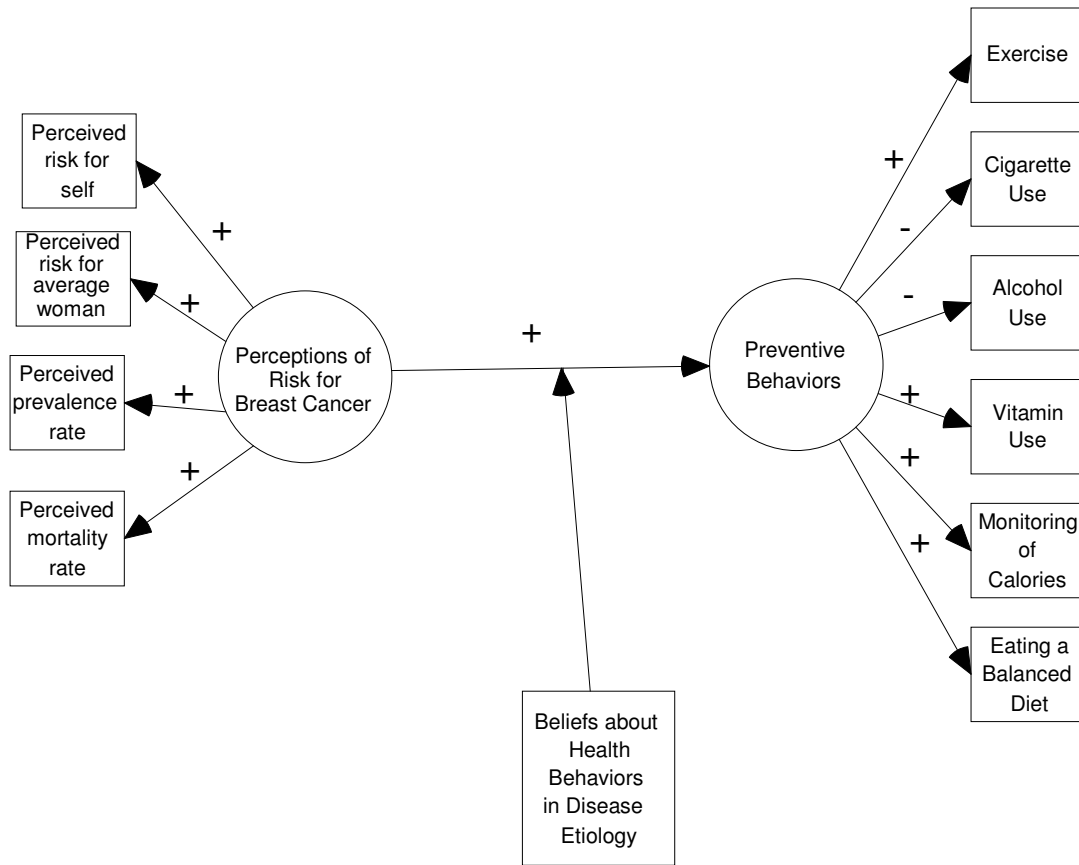 Perceived
risk for
self
+
Perceived
risk for
average
woman
+
Perceived
prevalence
rate
+
Perceived
mortality
rate
+
Perceptions of
Risk for
Breast Cancer
+
Beliefs about
Health
Behaviors
in Disease
Etiology
Preventive
Behaviors
+
Exercise
-
Cigarette
Use
-
Alcohol
Use
+
Vitamin
Use
+
Monitoring
of
Calories
+
Eating a
Balanced
Diet